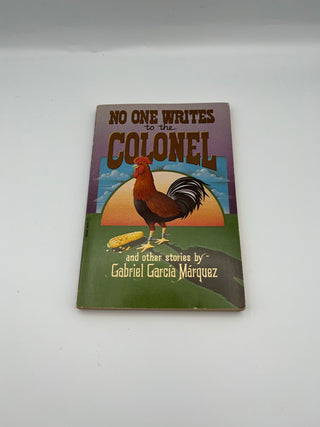 NO ONE WRITES
to the
COLONEL
and other stories by
Gabriel García Márquez